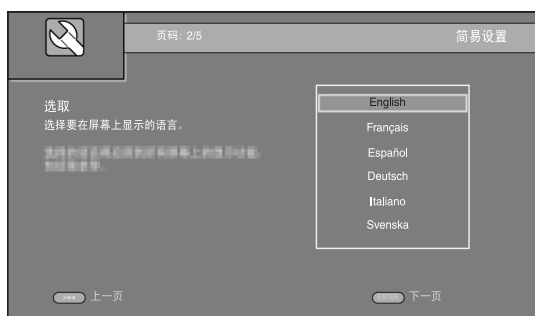 页码: 2/5
简易设置
选取
选择要在屏幕上显示的语言。
English
Français
Español
Deutsch
Italiano
Svenska
上一页
ENTER 下一页